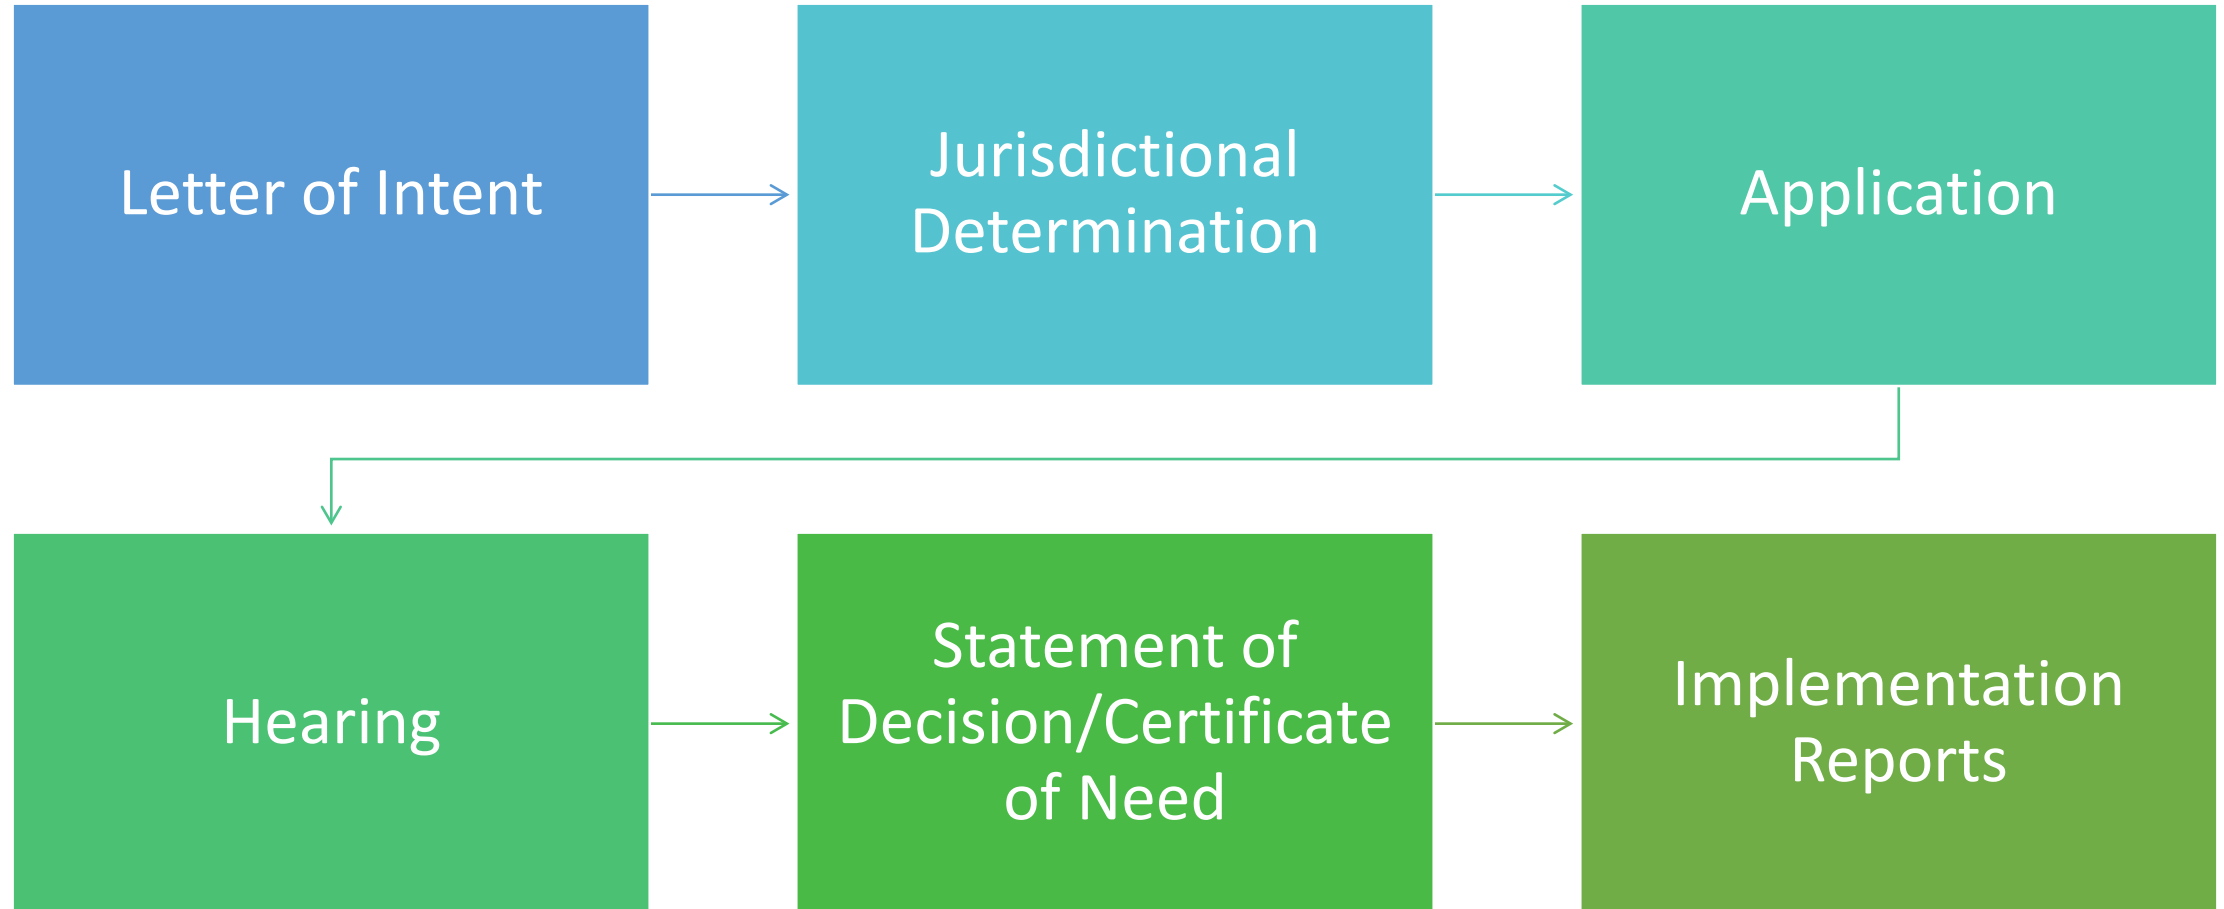 Letter of Intent
Jurisdictional
Determination
Application
Hearing
Statement of
Decision/Certificate
of Need
Implementation
Reports